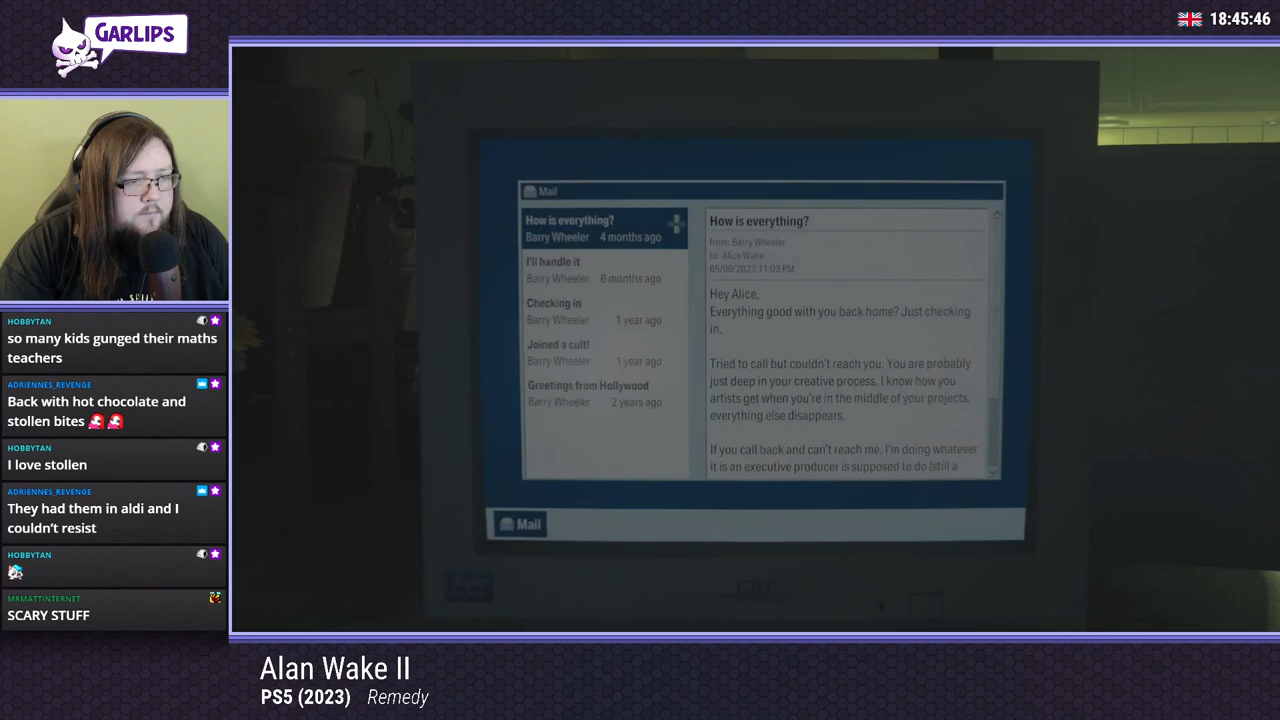 GARLIPS
18:45:46
HOBBYTAN
so many kids gunged their maths
teachers
ADRIENNES_REVENGE
Back with hot chocolate and
stollen bites
HOBBYTAN
I love stollen
ADRIENNES_REVENGE
They had them in aldi and I
couldn't resist
HOBBYTAN
MRMATTINTERNET
SCARY STUFF
Mail
How is everything?
Barry Wheeler 4 months ago
I'll handle it
Barry Wheeler 6 months ago
Checking in
Barry Wheeler 1 year ago
Joined a cult!
Barry Wheeler 1 year ago
Greetings from Hollywood
Barry Wheeler 2 years ago
How is everything?
from: Barry Wheeler
to: Alice Wake
05/09/2023 11:03 PM
Hey Alice,
Everything good with you back home? Just checking
in.
Tried to call but couldn't reach you. You are probably
just deep in your creative process, I know how you
artists get when you're in the middle of your projects,
everything else disappears.
If you call back and can't reach me, I'm doing whatever
it is an executive producer is supposed to do (still a
Mail
CRT
Alan Wake II
PS5 (2023) Remedy